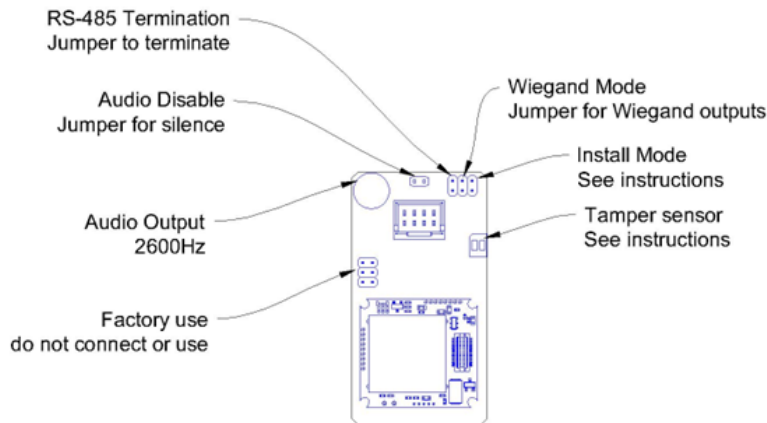 RS-485 Termination
Jumper to terminate
Audio Disable
Jumper for silence
Audio Output
2600Hz
Factory use
do not connect or use
Wiegand Mode
Jumper for Wiegand outputs
Install Mode
See instructions
Tamper sensor
See instructions